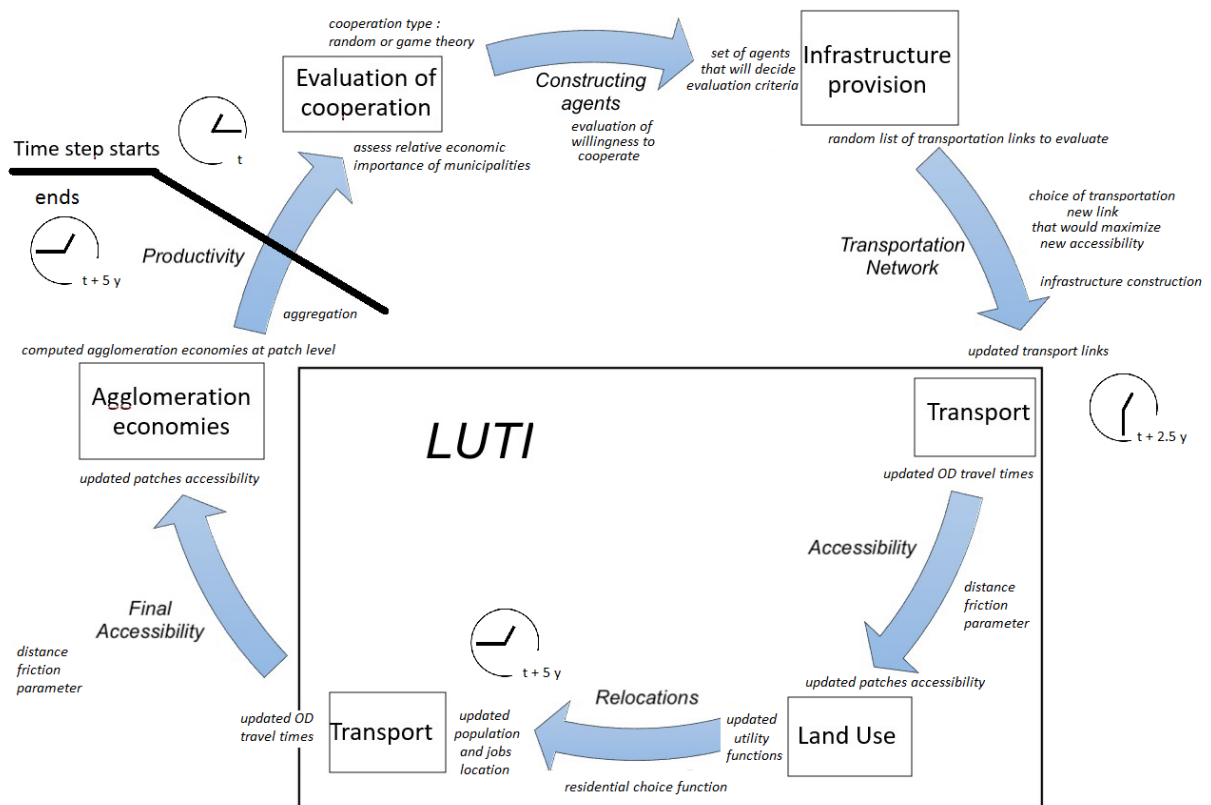 cooperation type :
random or game theory
Evaluation of
cooperation
Constructing
agents
evaluation of
willingness to
cooperate
set of agents
that will decide
evaluation criteria
Infrastructure
provision
t
Time step starts
ends
t + 5 y
assess relative economic
importance of municipalities
random list of transportation links to evaluate
choice of transportation
new link
that would maximize
new accessibility
Transportation
Network
infrastructure construction
updated transport links
Productivity
aggregation
computed agglomeration economies at patch level
Agglomeration
economies
updated patches accessibility
LUTI
Transport
t + 2.5 y
updated OD travel times
Accessibility
distance
friction
parameter
updated patches accessibility
Land Use
updated
utility
functions
Relocations
residential choice function
t + 5 y
updated
population
and jobs
location
Transport
updated OD
travel times
Final
Accessibility
distance
friction
parameter